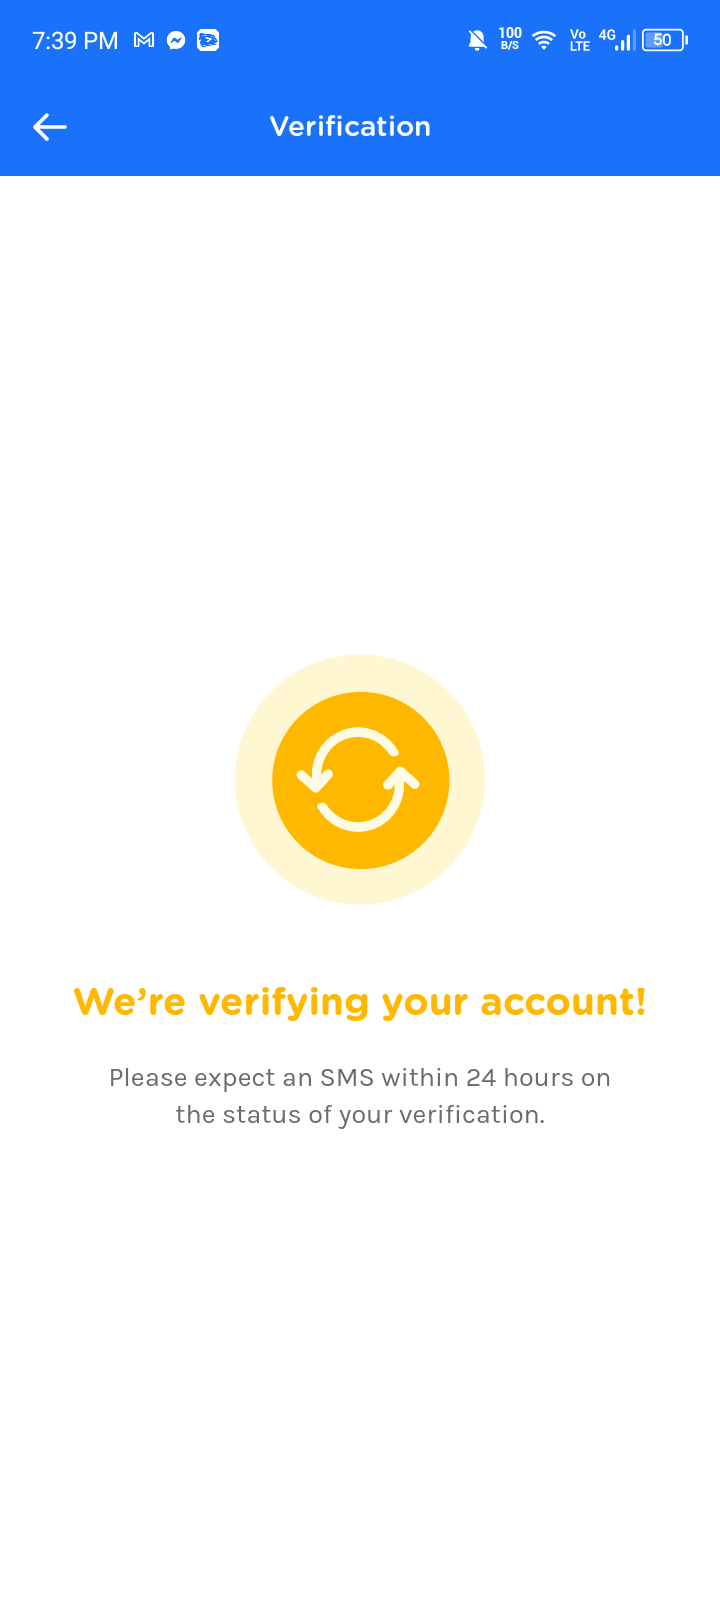 7:39 PM
100
B/S
Vo
LTE
4G
50
Verification
We’re verifying your account!
Please expect an SMS within 24 hours on
the status of your verification.